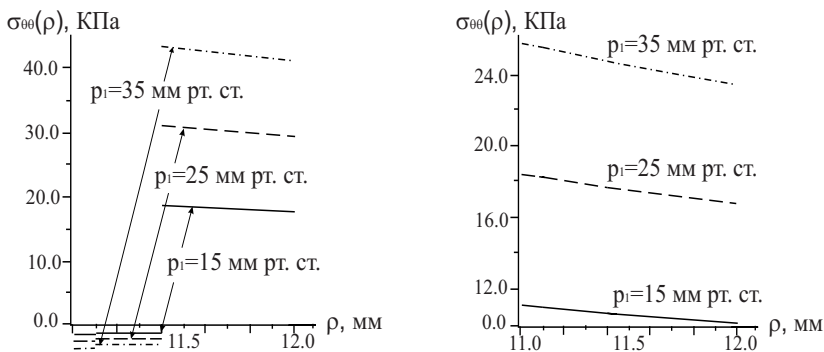 σθθ(ρ), КПа
40.0
30.0
20.0
10.0
0.0
p₁=35 мм рт. ст.
p₁=25 мм рт. ст.
p₁=15 мм рт. ст.
11.5
12.0
ρ, мм
σθθ(ρ), КПа
24.0
20.0
16.0
12.0
0.0
p₁=35 мм рт. ст.
p₁=25 мм рт. ст.
p₁=15 мм рт. ст.
11.0
11.5
12.0
ρ, мм